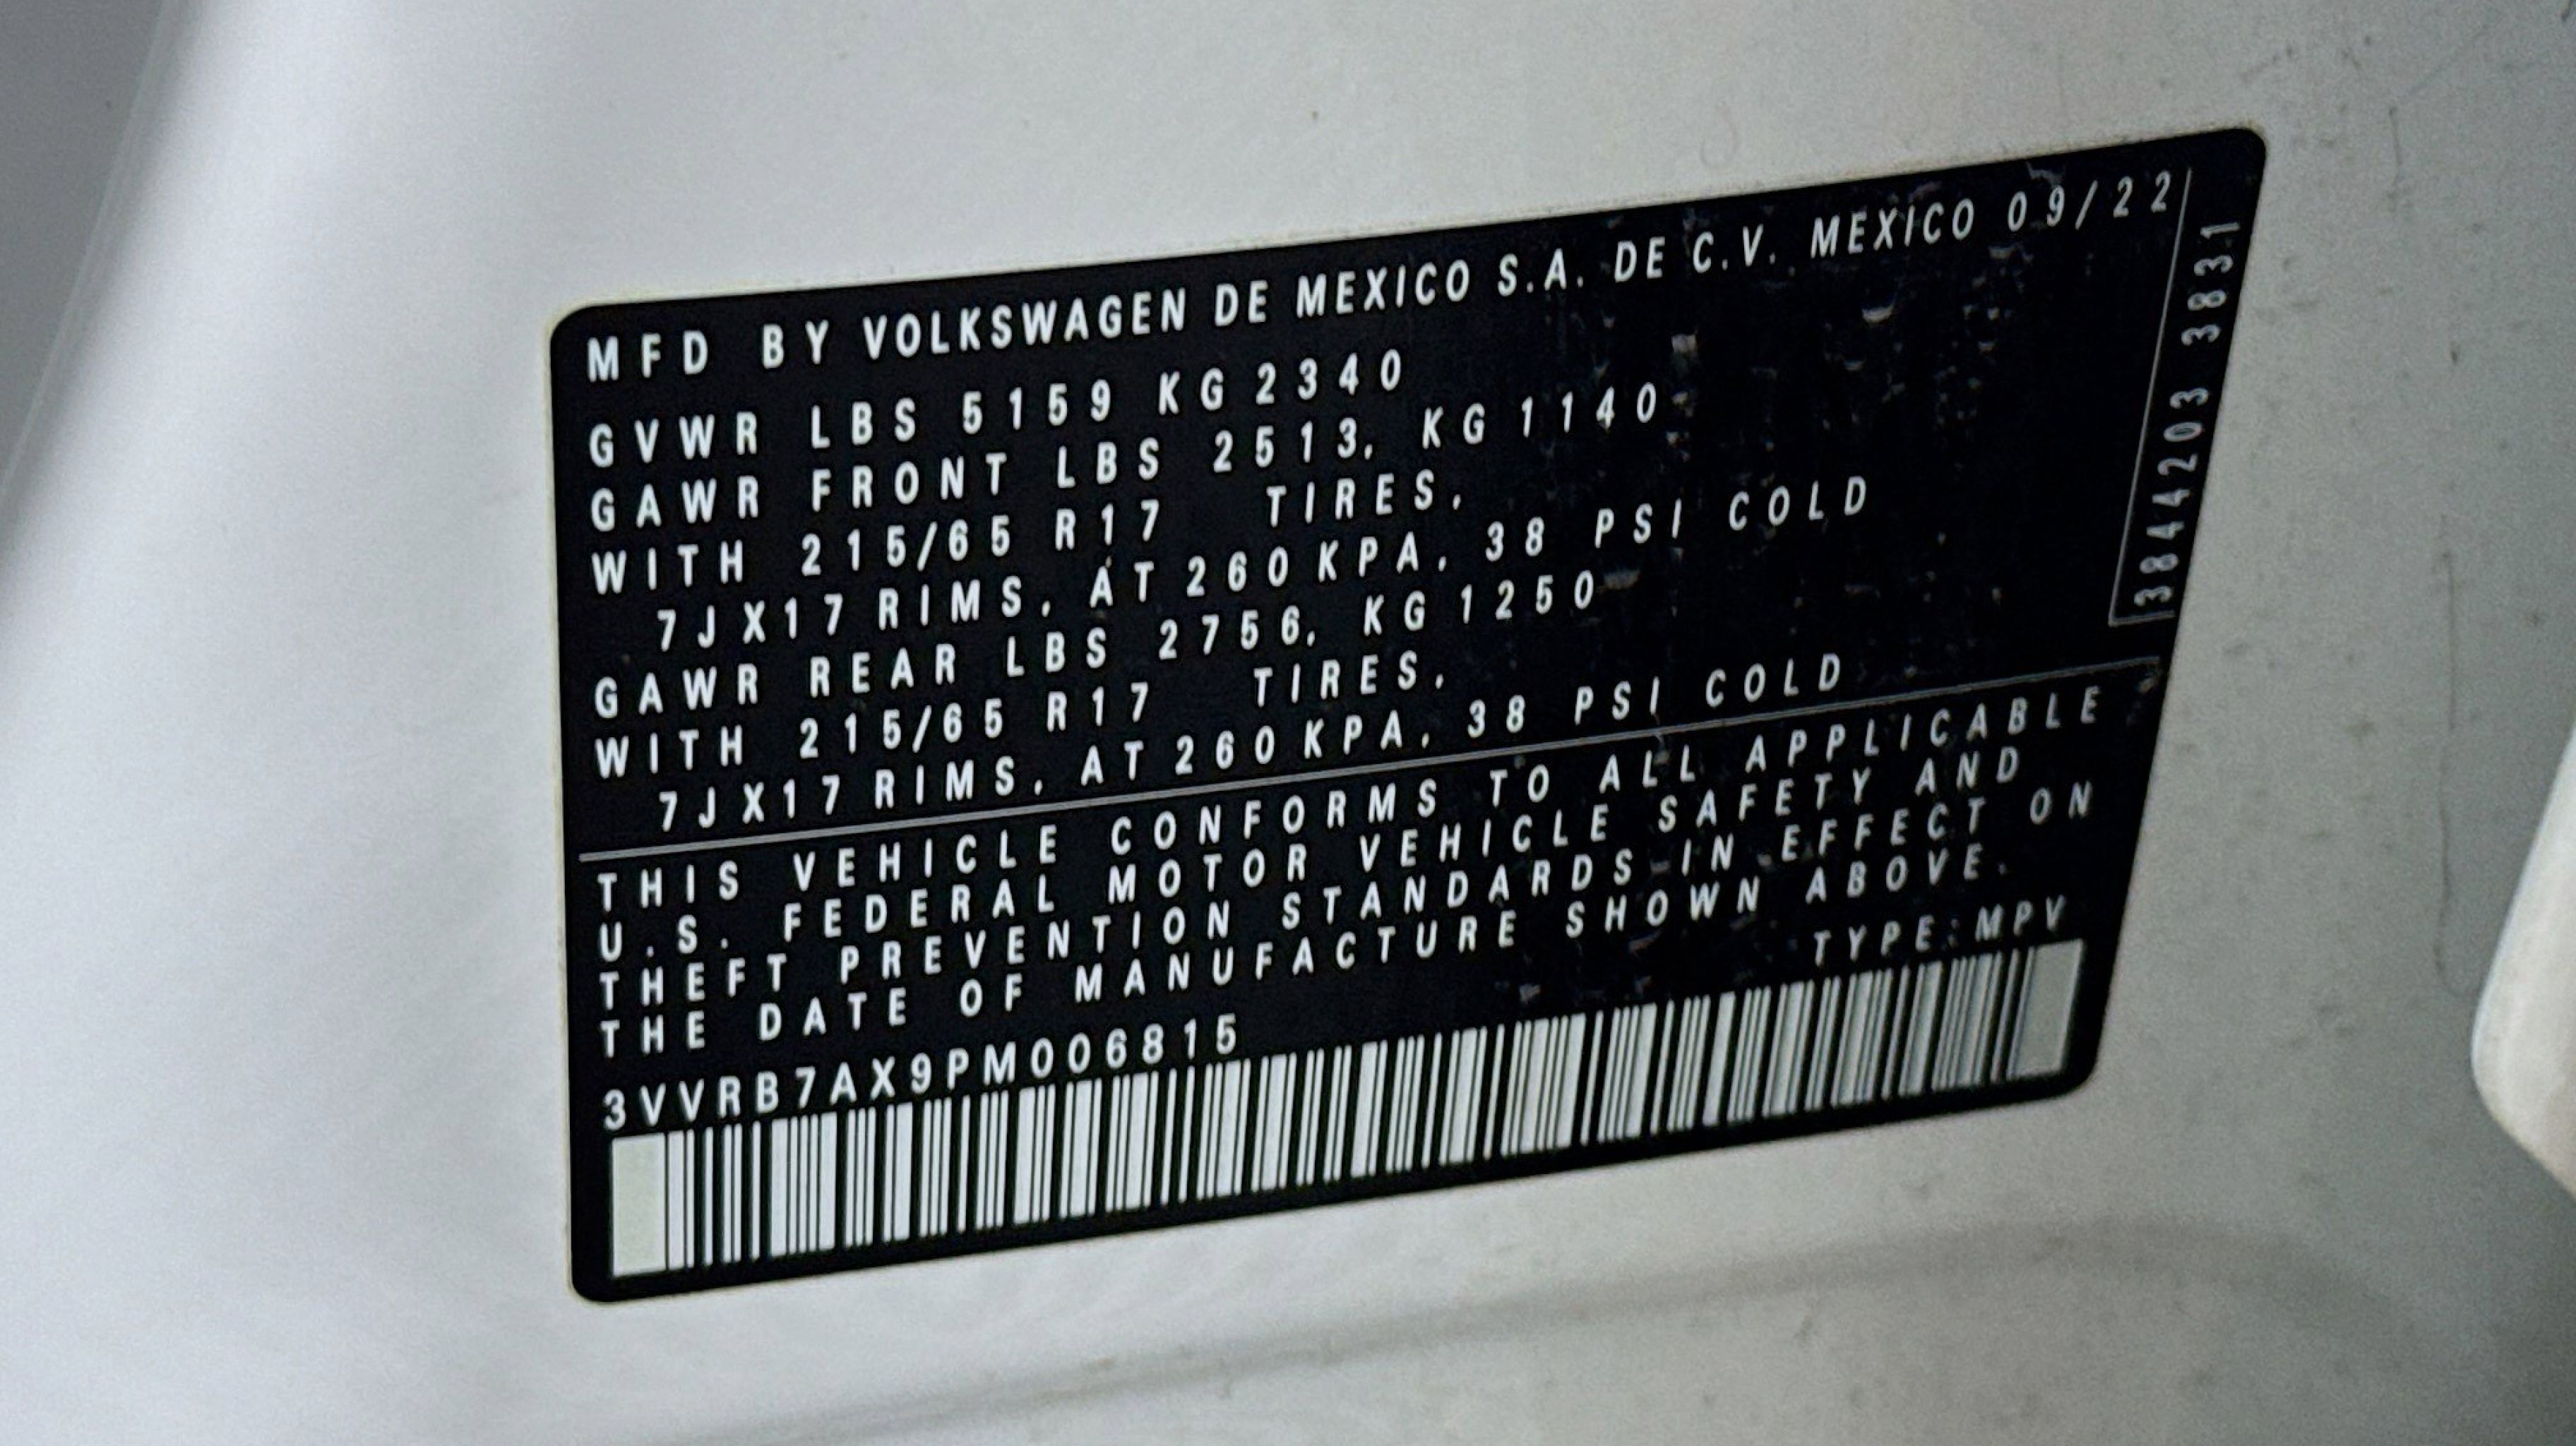 MFD BY VOLKSWAGEN DE MEXICO S.A. DE C.V. MEXICO 09/22
GVWR LBS 5159 KG 2340
GAWR FRONT LBS 2513, KG 1140
WITH 215/65 R17 TIRES,
7JX17 RIMS, AT 260 KPA, 38 PSI COLD
GAWR REAR LBS 2756, KG 1250
WITH 215/65 R17 TIRES,
7JX17 RIMS, AT 260 KPA, 38 PSI COLD
3844203 3831
THIS VEHICLE CONFORMS TO ALL APPLICABLE
U.S. FEDERAL MOTOR VEHICLE SAFETY AND
THEFT PREVENTION STANDARDS IN EFFECT ON
THE DATE OF MANUFACTURE SHOWN ABOVE.
TYPE: MPV
3VVRB7AX9PM006815